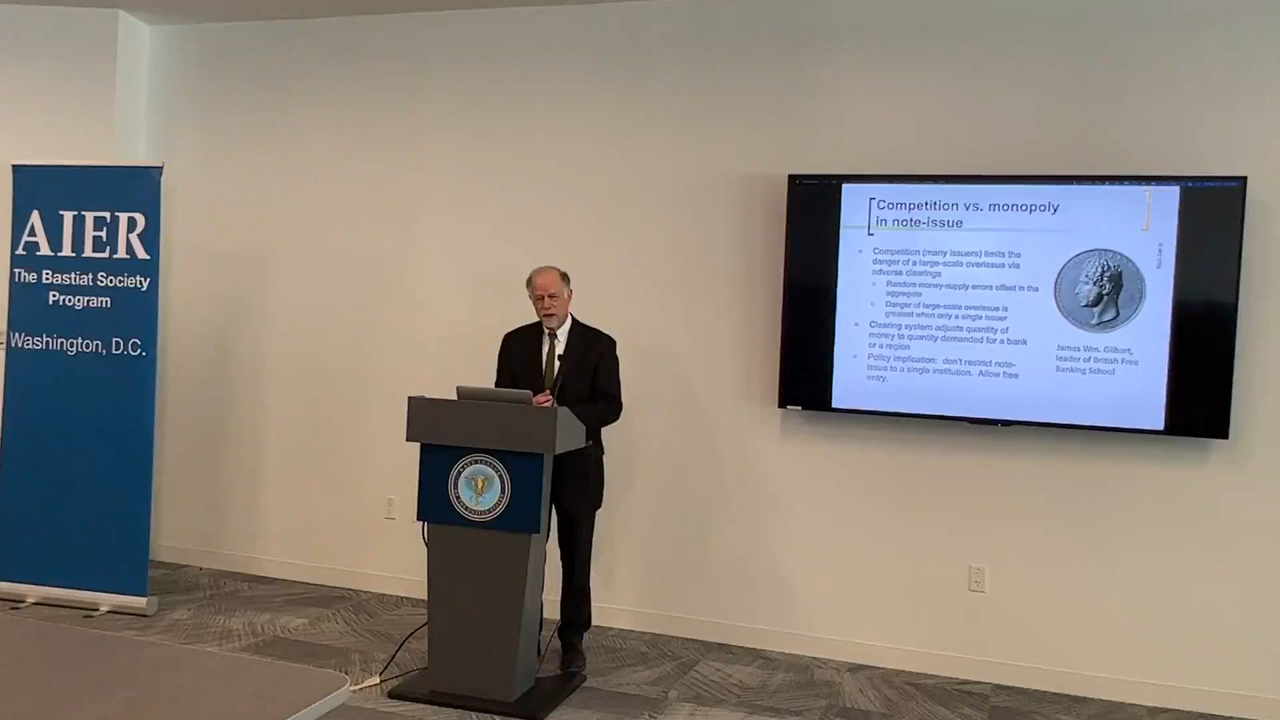 AIER
The Bastiat Society
Program
Washington, D.C.
Competition vs. monopoly
in note-issue
Competition (many issuers) limits the
danger of a large-scale overissue via
adverse clearings
Random money-supply errors offset in the
aggregate
Danger of large-scale overissue is
greatest when only a single issuer
Clearing system adjusts quantity of
money to quantity demanded for a bank
or a region
Policy implication: don't restrict note-
issue to a single institution. Allow free
entry.
James Wm. Gilbart,
leader of British Free
Banking School